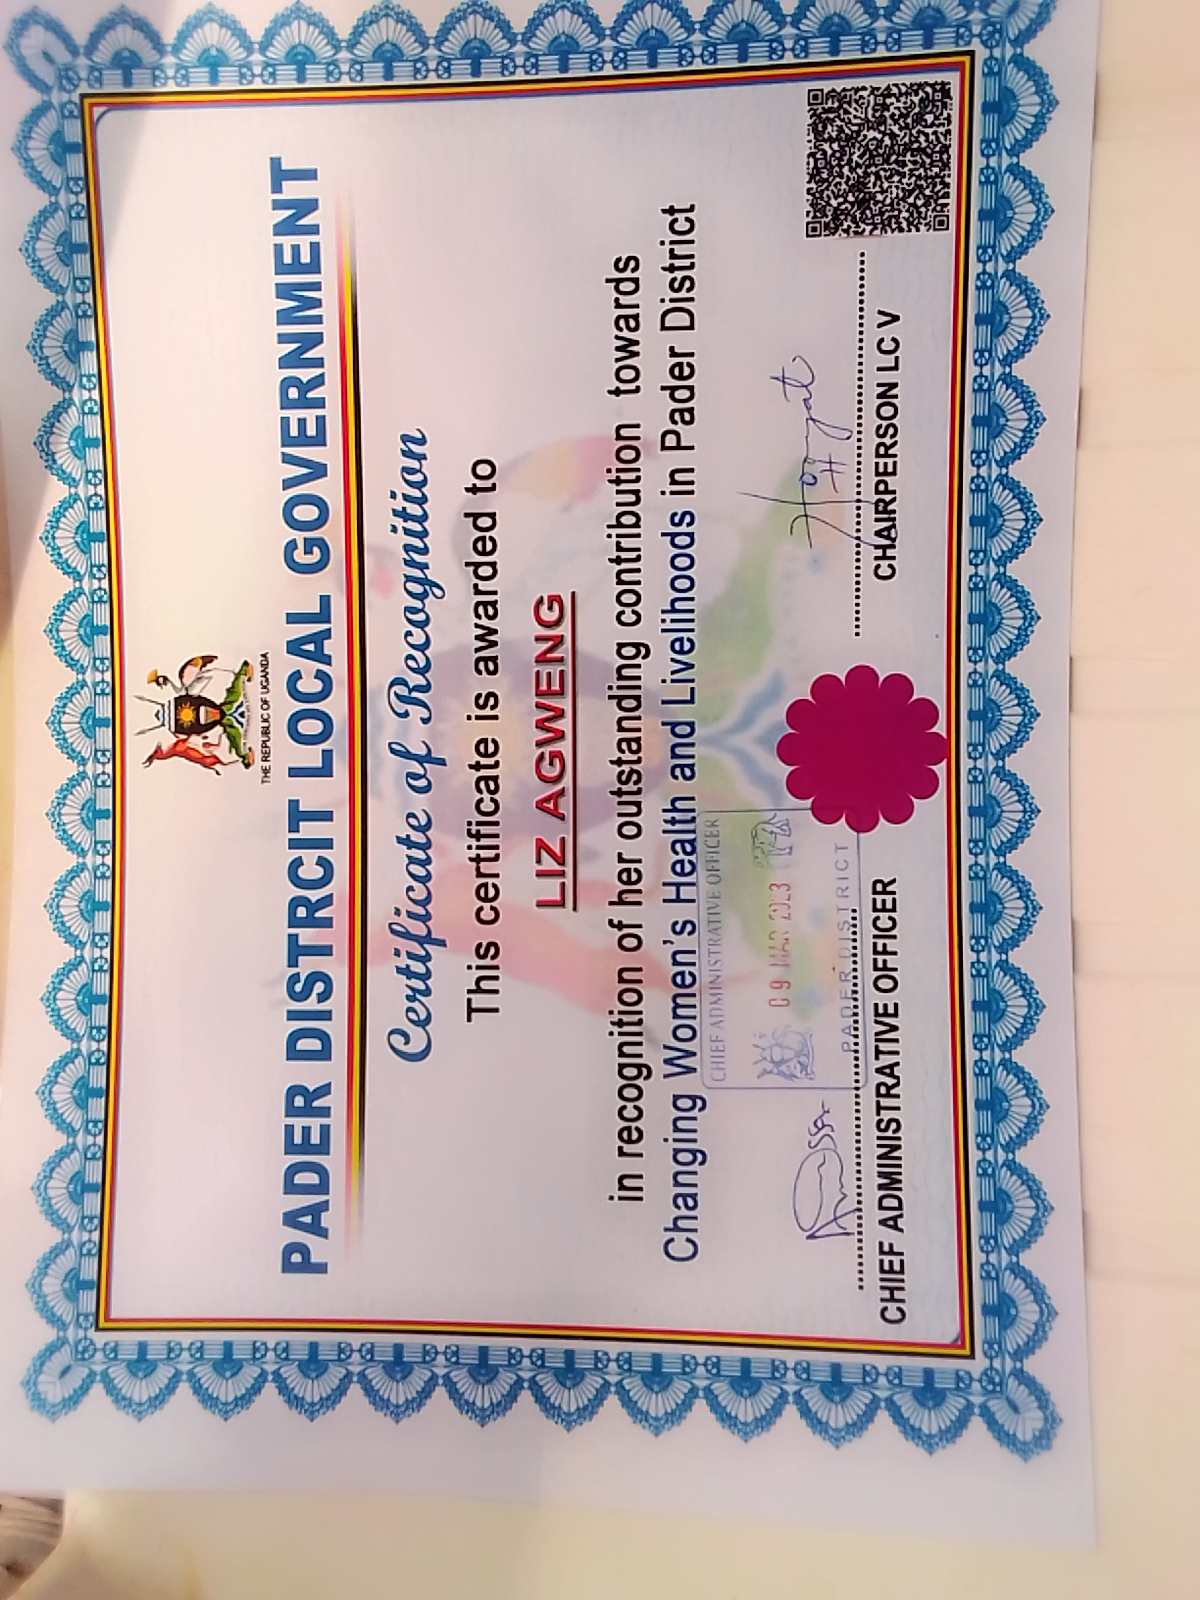 THE REPUBLIC OF UGANDA
PADER DISTRCIT LOCAL GOVERNMENT
Certificate of Recognition
This certificate is awarded to
LIZ AGWENG
in recognition of her outstanding contribution towards
Changing Women's Health and Livelihoods in Pader District
CHIEF ADMINISTRATIVE OFFICER
09 MAR 2023
PADER DISTRICT
CHIEF ADMINISTRATIVE OFFICER
CHAIRPERSON LC V